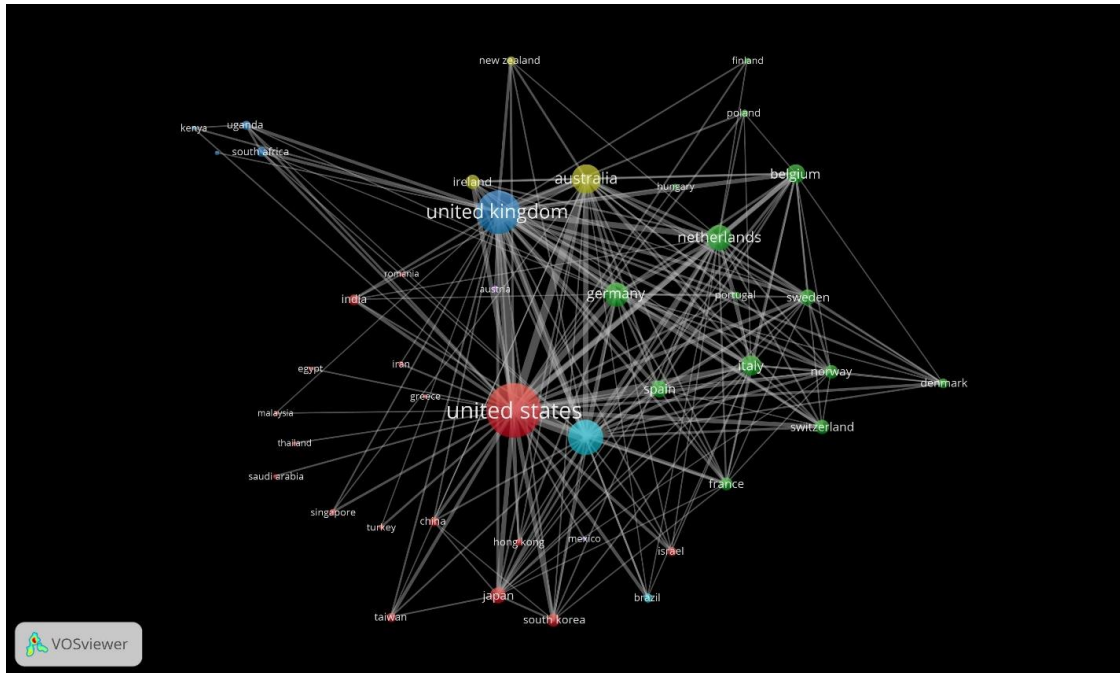 new zealand
finland
poland
kenya
uganda
south africa
ireland
australia
hungary
belgium
united kingdom
netherlands
romania
india
austria
germany
portugal
sweden
egypt
iran
greece
spain
italy
norway
denmark
malaysia
united states
thailand
switzerland
saudi arabia
france
singapore
turkey
china
hong kong
mexico
israel
japan
brazil
taiwan
south korea
VOSviewer